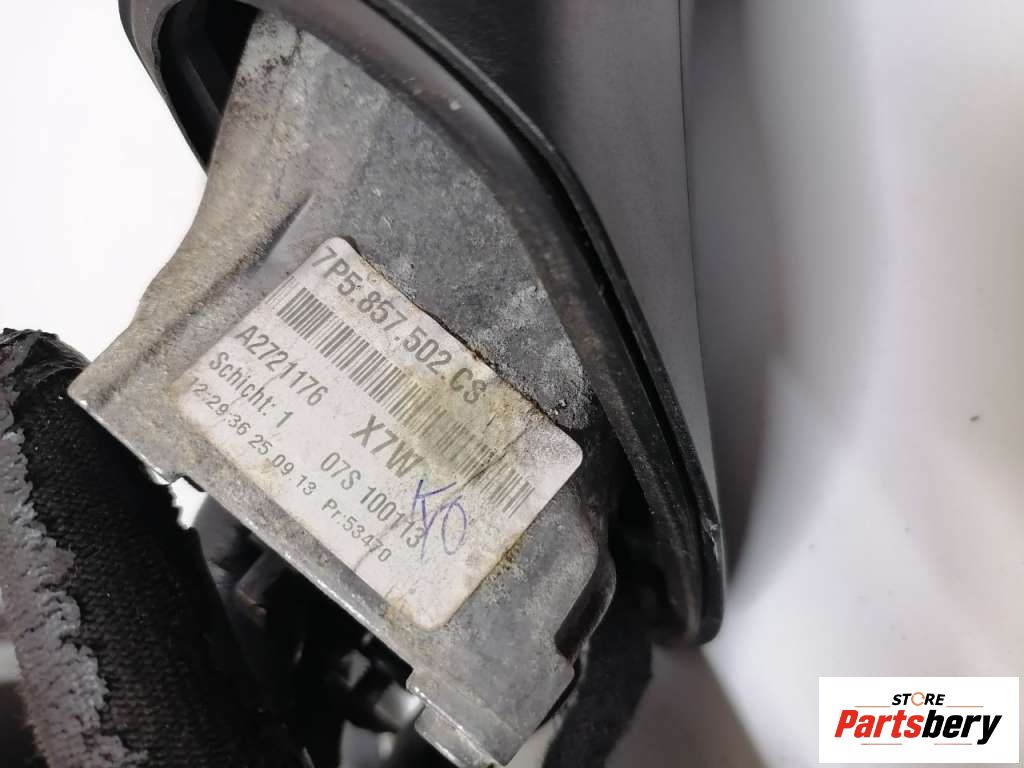 7P5.857.502.CS
A2721176 X7W
Schicht: 1 07S 100113
12:29:36 25.09.13 Pr:53470
STORE
Partsbery